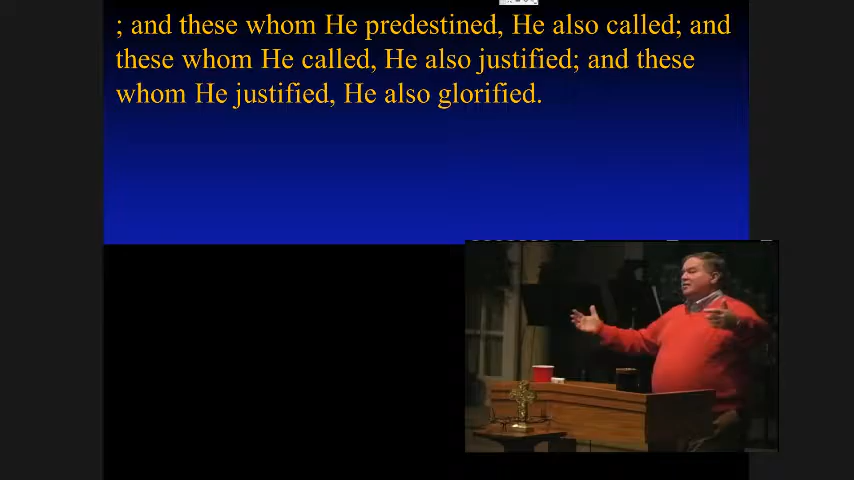 ; and these whom He predestined, He also called; and
these whom He called, He also justified; and these
whom He justified, He also glorified.